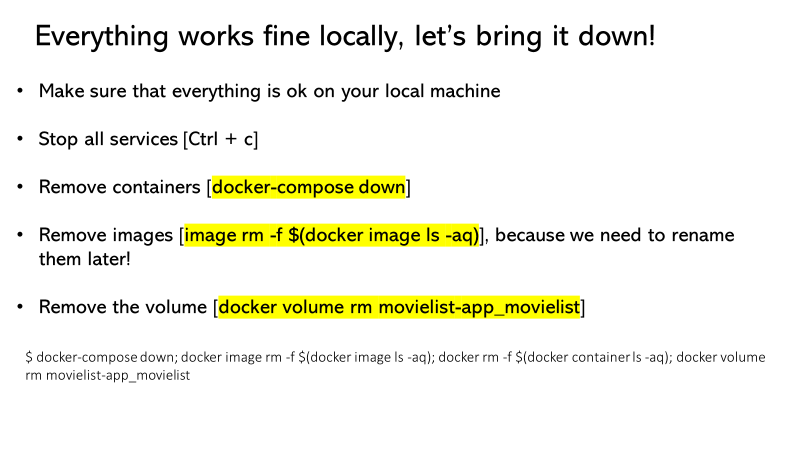 Everything works fine locally, let's bring it down!
• Make sure that everything is ok on your local machine
• Stop all services [Ctrl + c]
• Remove containers [docker-compose down]
• Remove images [image rm -f $(docker image ls -aq)], because we need to rename
them later!
• Remove the volume [docker volume rm movielist-app_movielist]
$ docker-compose down; docker image rm -f $(docker image ls -aq); docker rm -f $(docker container ls -aq); docker volume
rm movielist-app_movielist